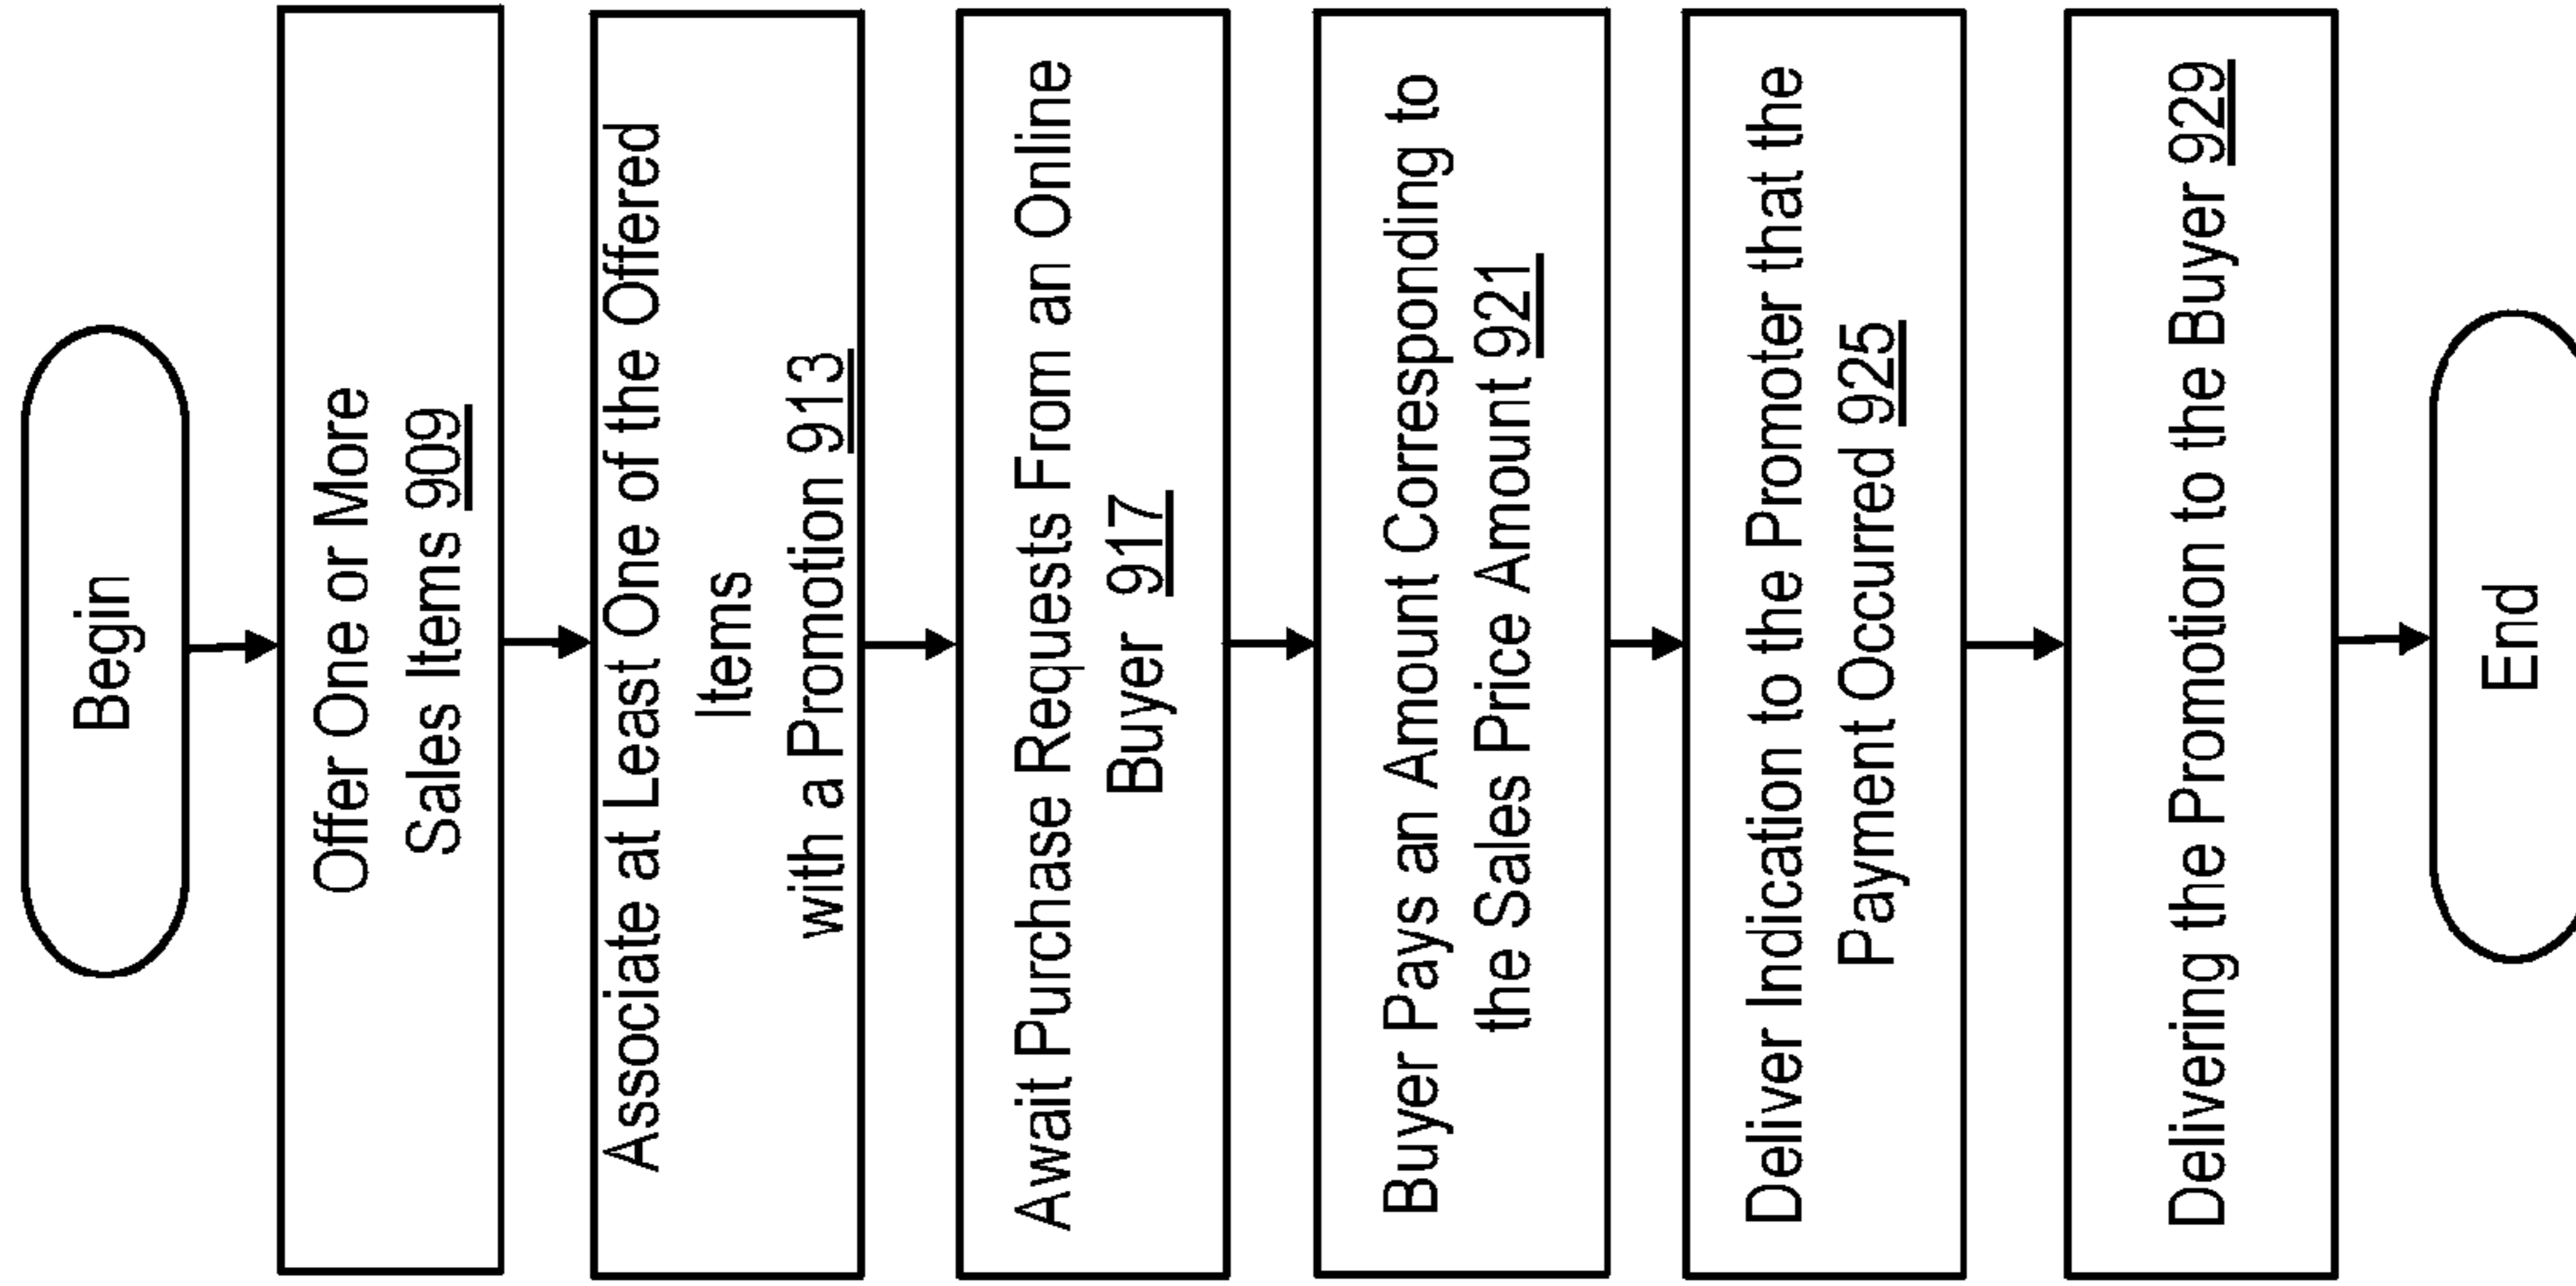 Begin
Offer One or More
Sales Items 909
Associate at Least One of the Offered
Items
with a Promotion 913
Await Purchase Requests From an Online
Buyer 917
Buyer Pays an Amount Corresponding to
the Sales Price Amount 921
Deliver Indication to the Promoter that the
Payment Occurred 925
Delivering the Promotion to the Buyer 929
End